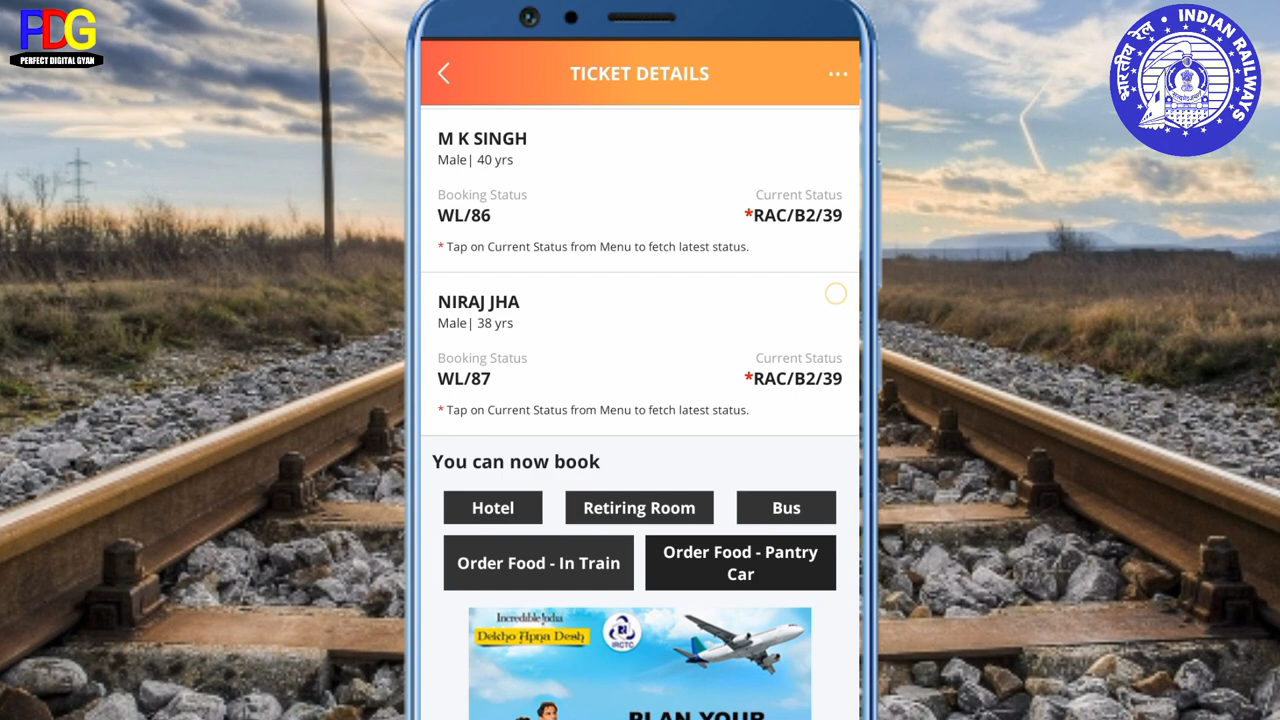 PDG
PERFECT DIGITAL GYAN
भारतीय रेल • INDIAN RAILWAYS
TICKET DETAILS
M K SINGH
Male| 40 yrs
Booking Status Current Status
WL/86 *RAC/B2/39
* Tap on Current Status from Menu to fetch latest status.
NIRAJ JHA
Male| 38 yrs
Booking Status Current Status
WL/87 *RAC/B2/39
* Tap on Current Status from Menu to fetch latest status.
You can now book
Hotel Retiring Room Bus
Order Food - In Train Order Food - Pantry
Car
Incredible India
Dekho Apna Desh
IRCTC
PLAN YOUR